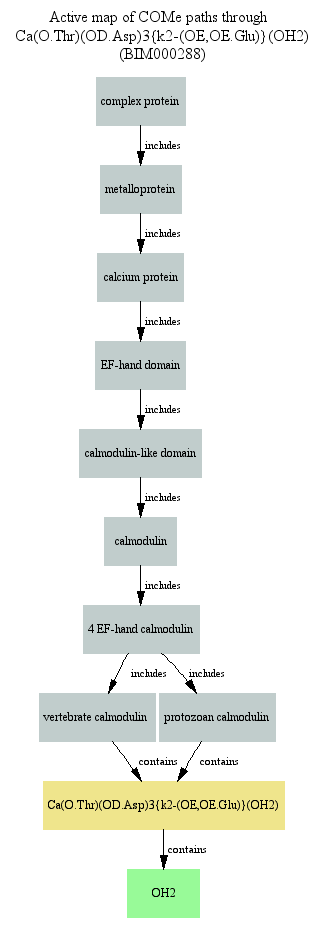 Active map of COMe paths through
Ca(O.Thr)(OD.Asp)3{k2-(OE,OE.Glu)}(OH2)
(BIM000288)
complex protein
includes
metalloprotein
includes
calcium protein
includes
EF-hand domain
includes
calmodulin-like domain
includes
calmodulin
includes
4 EF-hand calmodulin
includes includes
vertebrate calmodulin protozoan calmodulin
contains contains
Ca(O.Thr)(OD.Asp)3{k2-(OE,OE.Glu)}(OH2)
contains
OH2